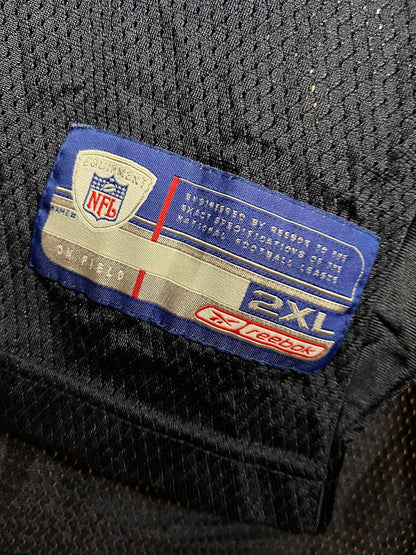 EQUIPMENT
NFL
ENGINEERED BY REEBOK TO THE
EXACT SPECIFICATIONS OF THE
NATIONAL FOOTBALL LEAGUE
ON FIELD
2XL
Reebok